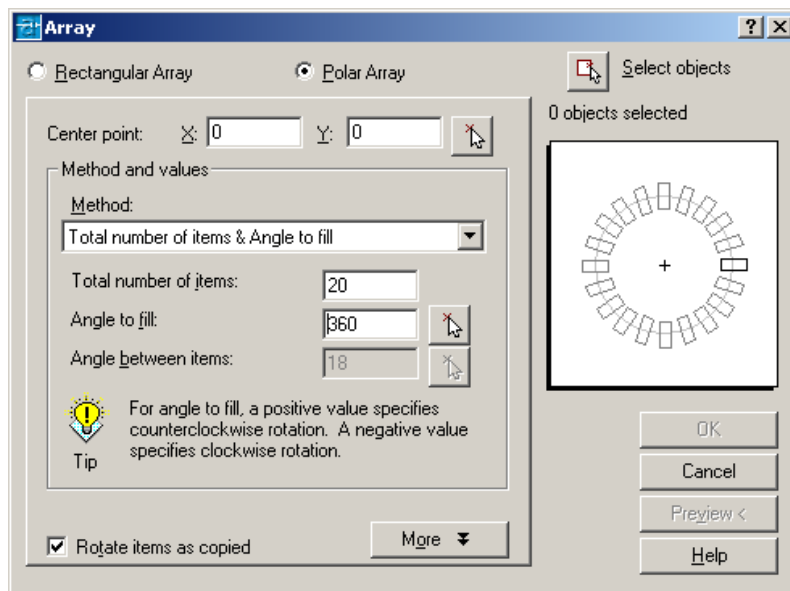 Array
Rectangular Array
Polar Array
Select objects
0 objects selected
Center point: X: 0 Y: 0
Method and values
Method:
Total number of items & Angle to fill
Total number of items: 20
Angle to fill: 360
Angle between items: 18
For angle to fill, a positive value specifies
counterclockwise rotation. A negative value
specifies clockwise rotation.
Tip
Rotate items as copied
More
OK
Cancel
Preview <
Help